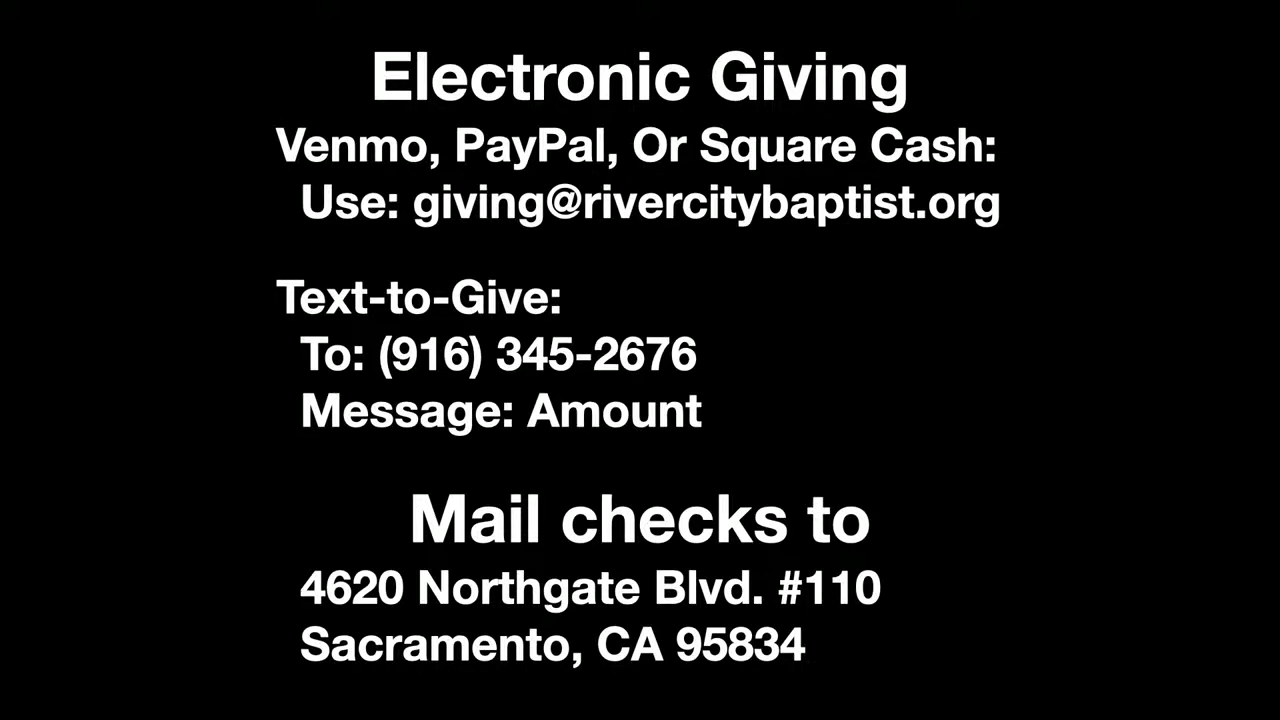 Electronic Giving
Venmo, PayPal, Or Square Cash:
Use: giving@rivercitybaptist.org
Text-to-Give:
To: (916) 345-2676
Message: Amount
Mail checks to
4620 Northgate Blvd. #110
Sacramento, CA 95834